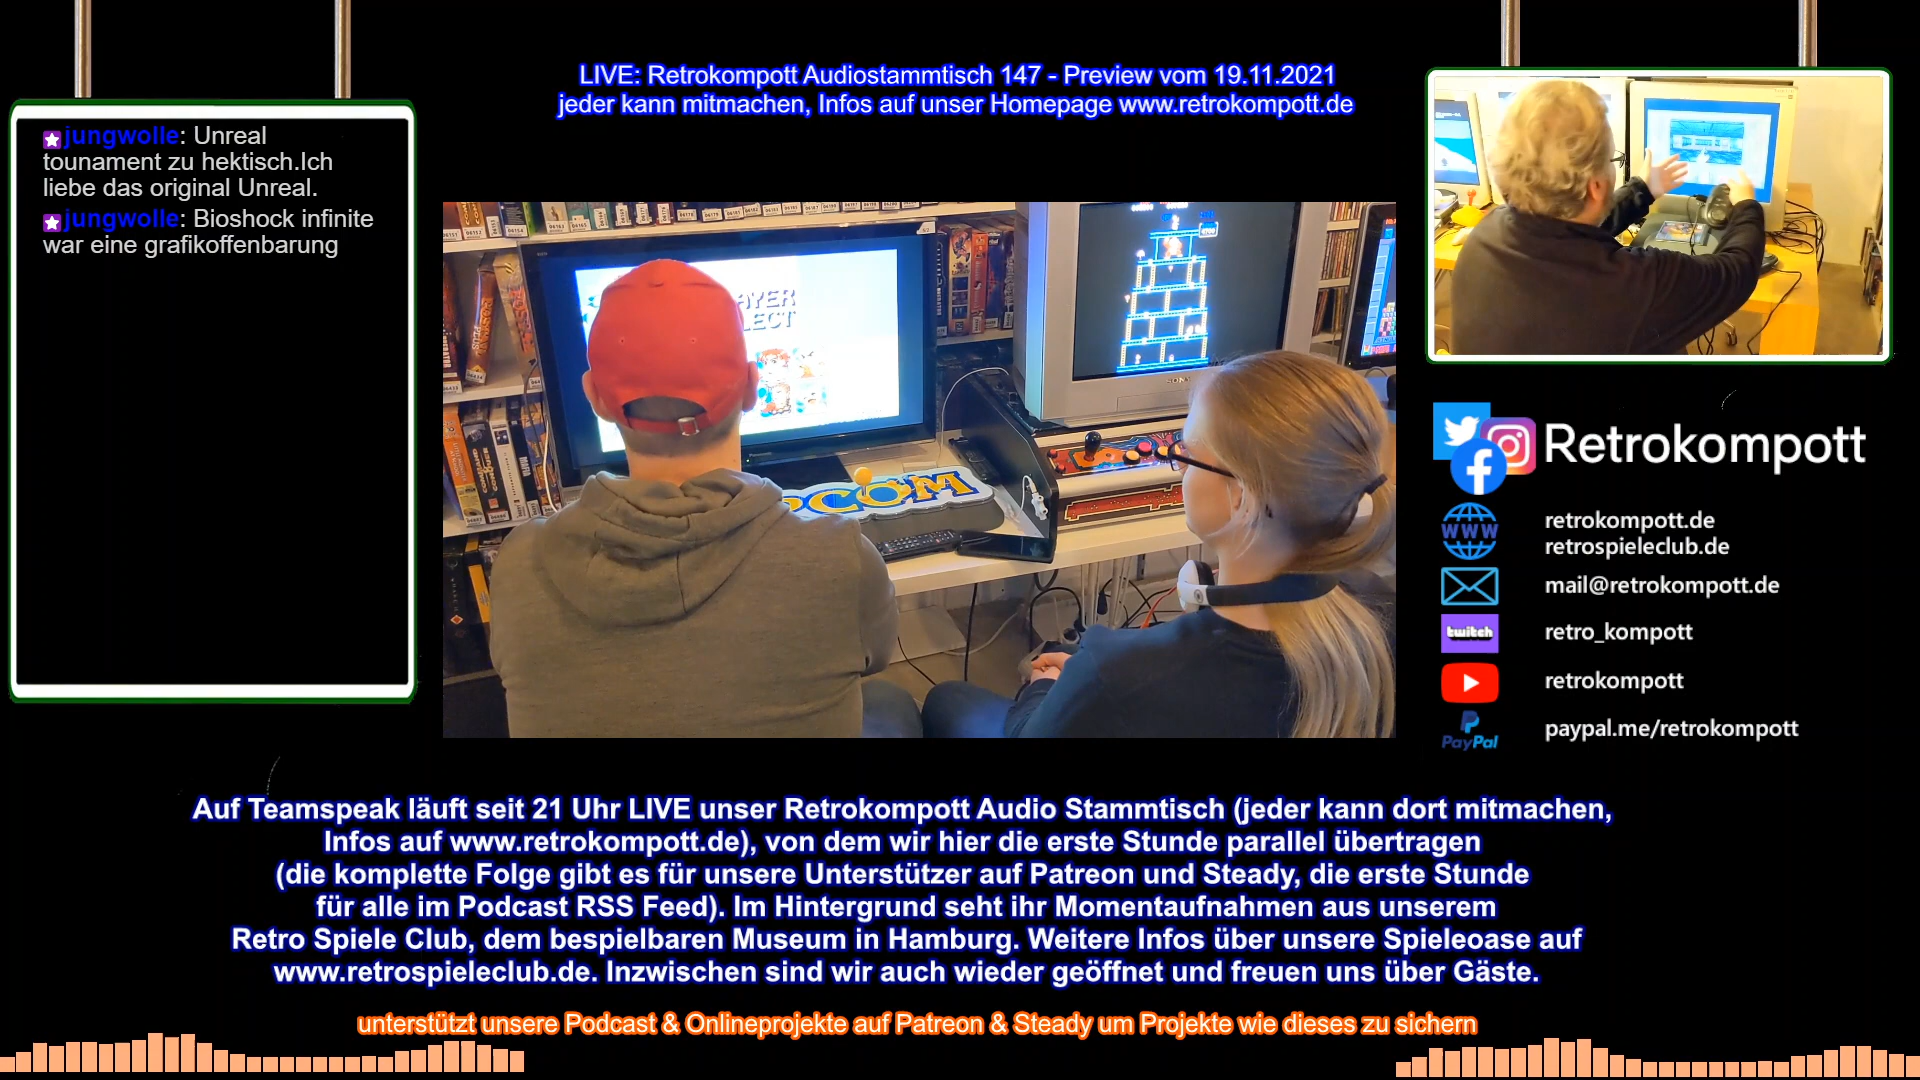 LIVE: Retrokompott Audiostammtisch 147 - Preview vom 19.11.2021
jeder kann mitmachen, Infos auf unser Homepage www.retrokompott.de
jungwolle: Unreal
tounament zu hektisch.Ich
liebe das original Unreal.
jungwolle: Bioshock infinite
war eine grafikoffenbarung
SONY
Retrokompott
WWW
retrokompott.de
retrospieleclub.de
mail@retrokompott.de
twitch
retro_kompott
retrokompott
PayPal
paypal.me/retrokompott
Auf Teamspeak läuft seit 21 Uhr LIVE unser Retrokompott Audio Stammtisch (jeder kann dort mitmachen,
Infos auf www.retrokompott.de), von dem wir hier die erste Stunde parallel übertragen
(die komplette Folge gibt es für unsere Unterstützer auf Patreon und Steady, die erste Stunde
für alle im Podcast RSS Feed). Im Hintergrund seht ihr Momentaufnahmen aus unserem
Retro Spiele Club, dem bespielbaren Museum in Hamburg. Weitere Infos über unsere Spieleoase auf
www.retrospieleclub.de. Inzwischen sind wir auch wieder geöffnet und freuen uns über Gäste.
unterstützt unsere Podcast & Onlineprojekte auf Patreon & Steady um Projekte wie dieses zu sichern